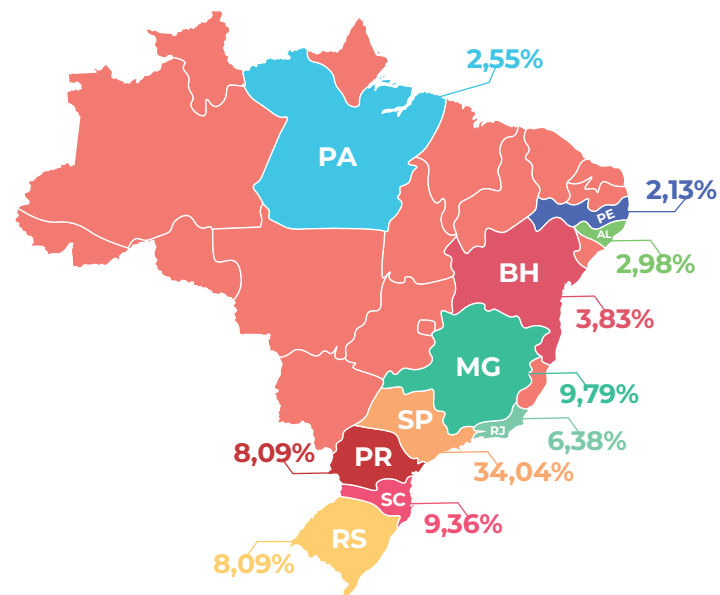 2,55%
PA
2,13%
PE
AL
2,98%
BH
3,83%
MG
9,79%
SP
RJ
6,38%
8,09%
PR
34,04%
SC
9,36%
RS
8,09%